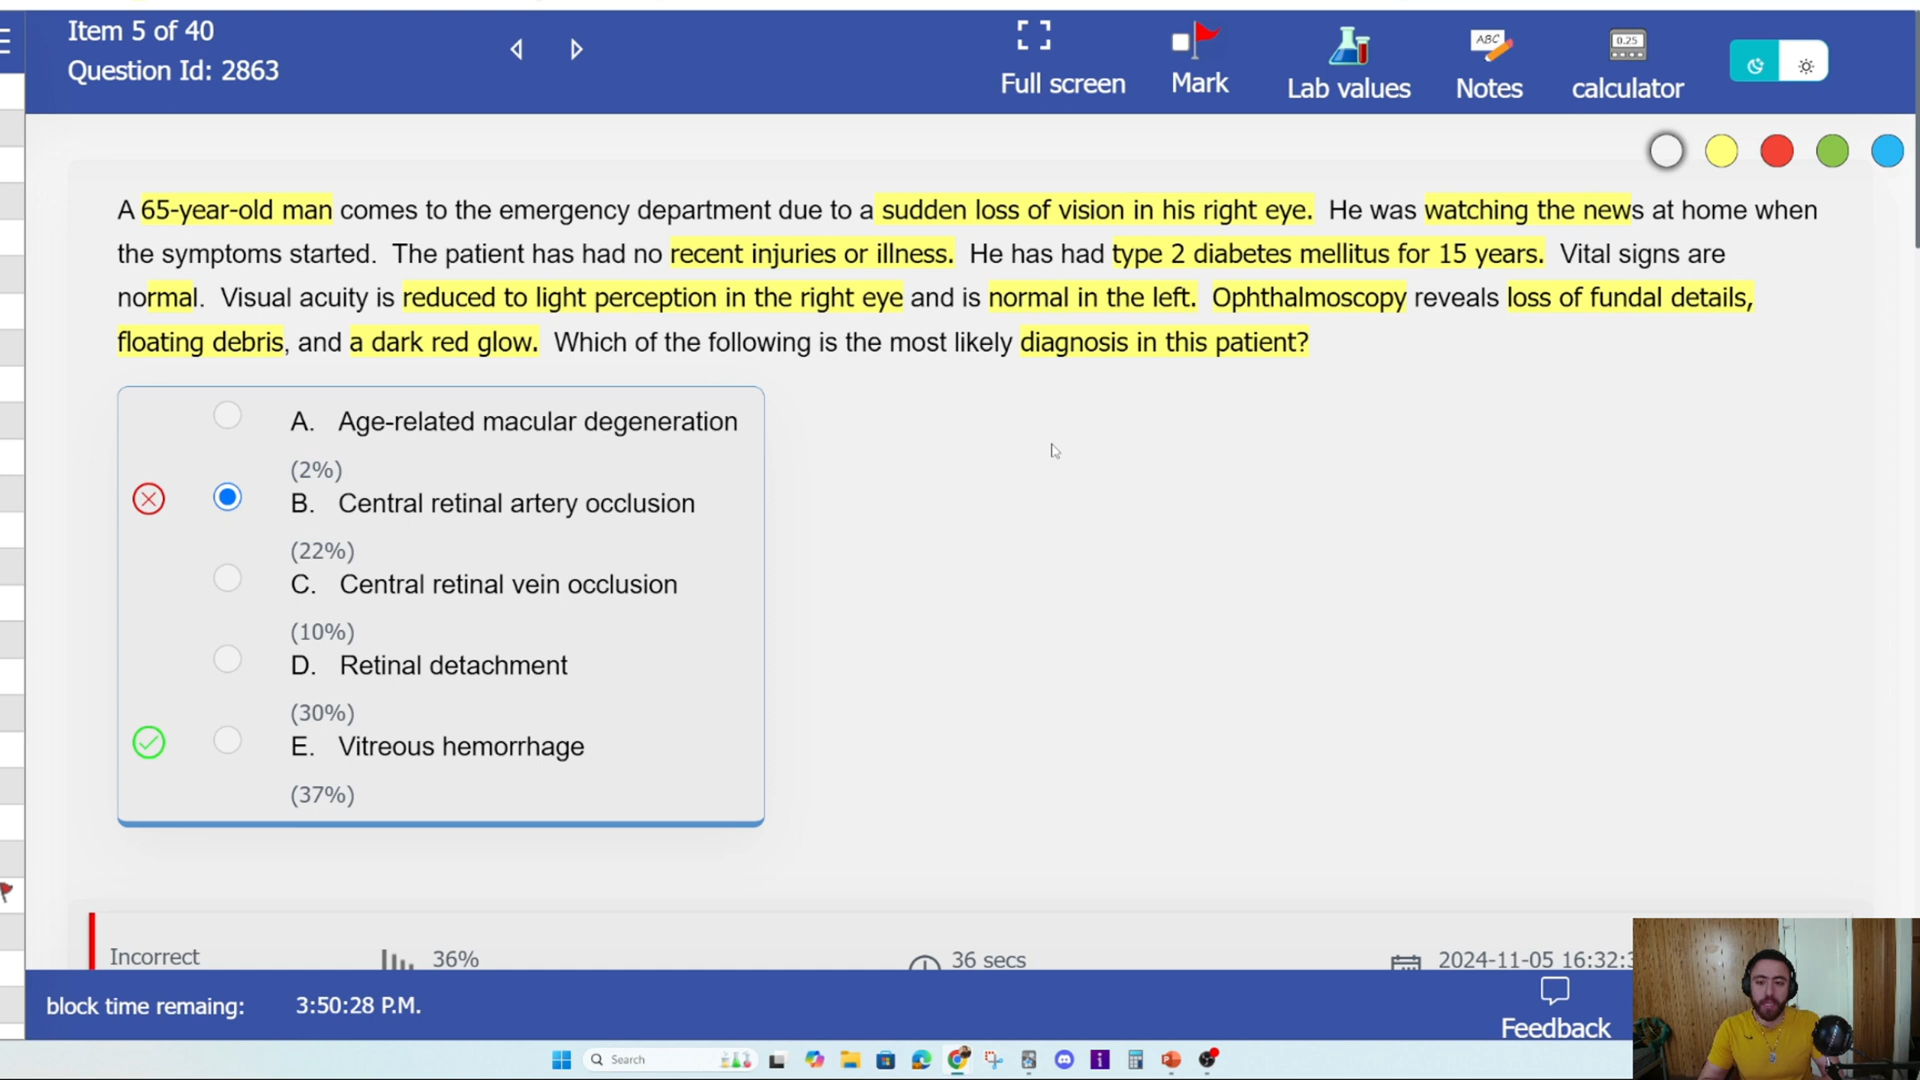 Item 5 of 40
Question Id: 2863
Full screen
Mark
Lab values
ABC
Notes
0.25
calculator
A 65-year-old man comes to the emergency department due to a sudden loss of vision in his right eye. He was watching the news at home when
the symptoms started. The patient has had no recent injuries or illness. He has had type 2 diabetes mellitus for 15 years. Vital signs are
normal. Visual acuity is reduced to light perception in the right eye and is normal in the left. Ophthalmoscopy reveals loss of fundal details,
floating debris, and a dark red glow. Which of the following is the most likely diagnosis in this patient?
A. Age-related macular degeneration
(2%)
B. Central retinal artery occlusion
(22%)
C. Central retinal vein occlusion
(10%)
D. Retinal detachment
(30%)
E. Vitreous hemorrhage
(37%)
Incorrect
36%
36 secs
2024-11-05 16:32:3
block time remaing: 3:50:28 P.M.
Feedback
Search